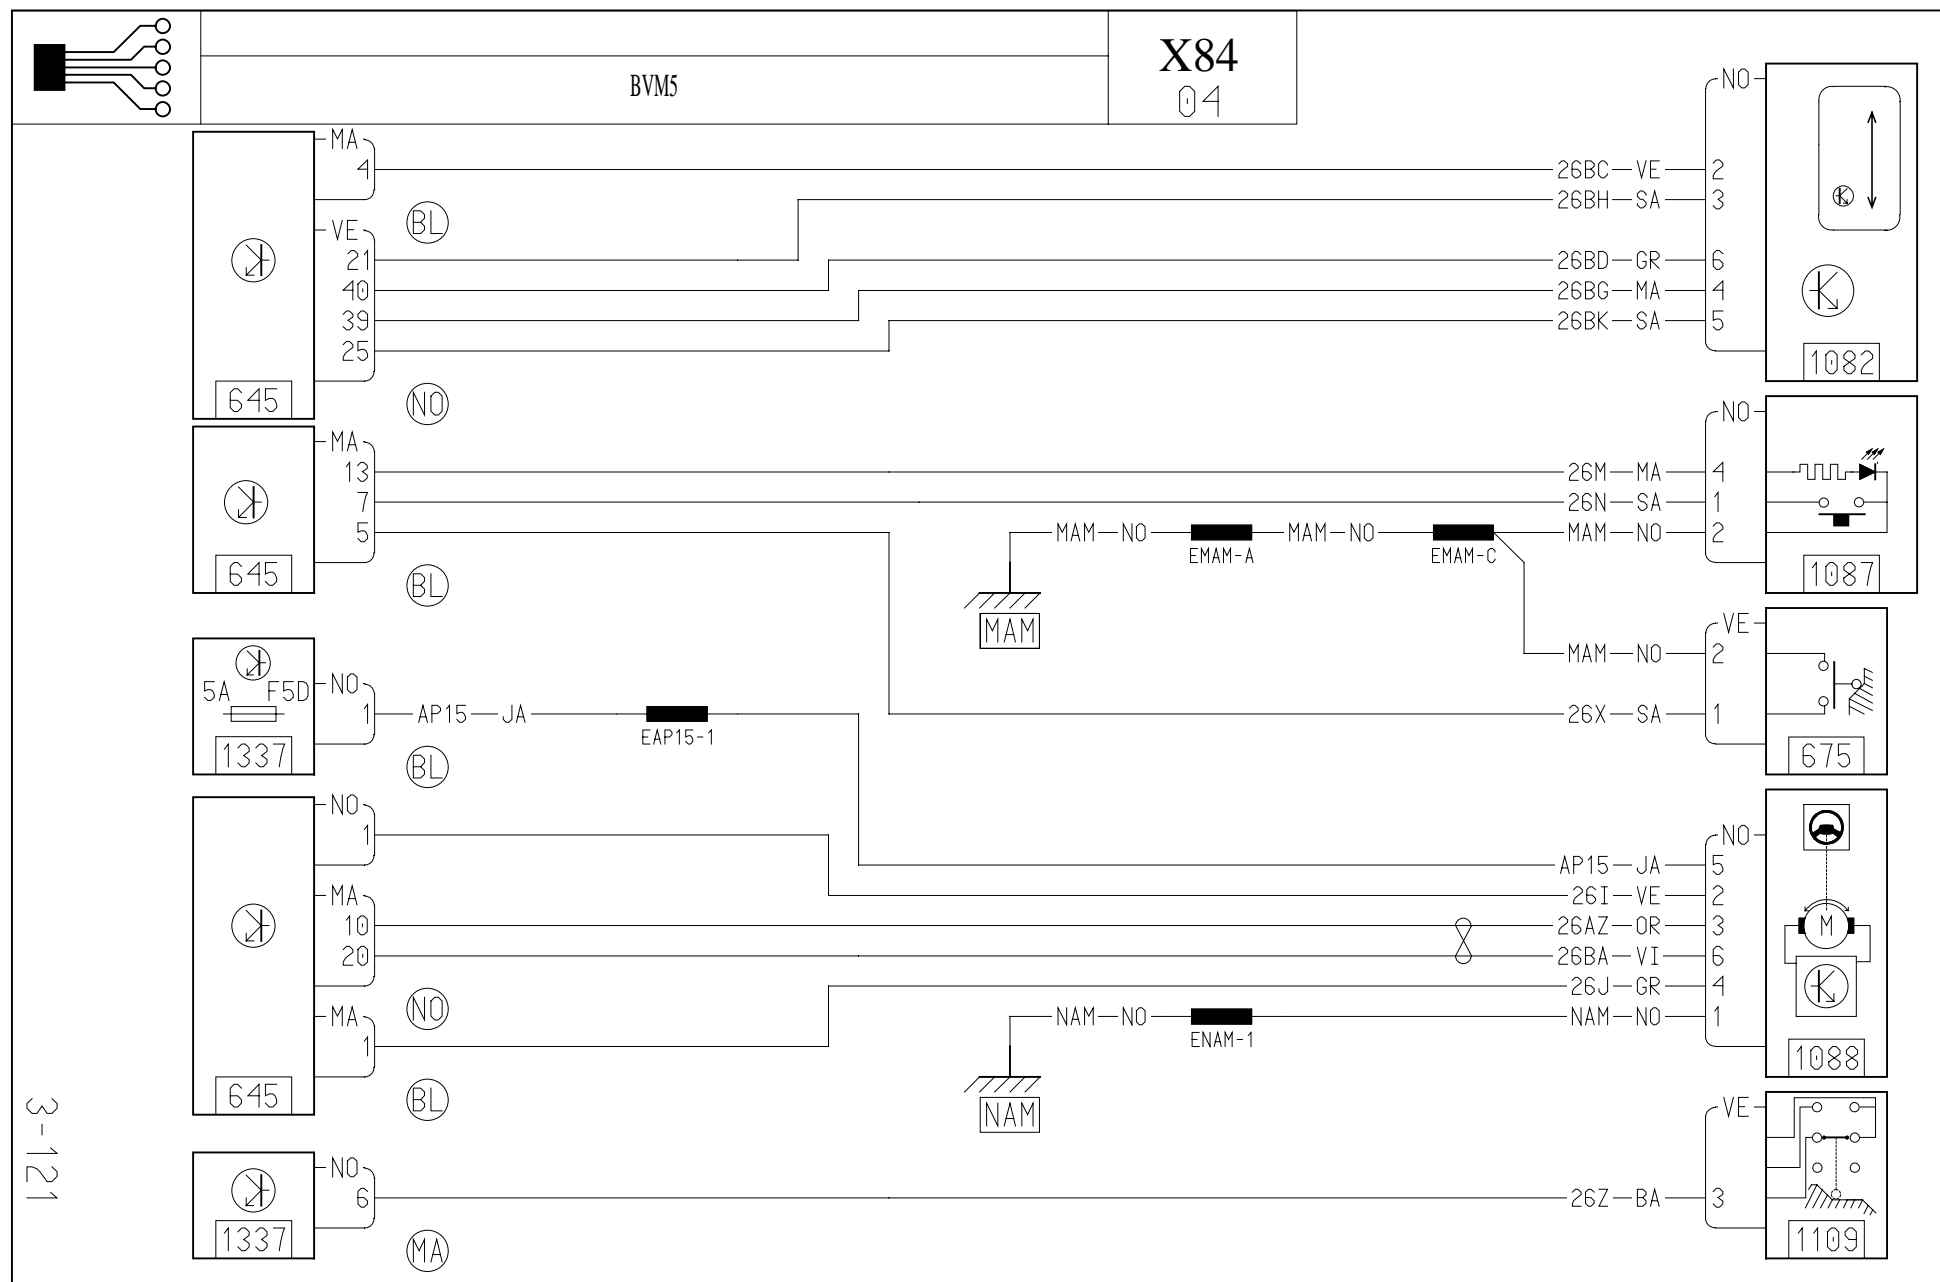 BVM5
X84
04
MA
4
BL
VE
21
40
39
25
645
NO
26BC VE 2
26BH SA 3
26BD GR 6
26BG MA 4
26BK SA 5
NO
1082
MA
13
7
5
645
BL
NO
26M MA 4
26N SA 1
MAM NO EMAM-A MAM NO EMAM-C MAM NO 2
MAM
1087
VE
MAM NO 2
26X SA 1
675
5A F5D
NO
1
AP15 JA
EAP15-1
1337
BL
NO
1
MA
10
20
NO
MA
1
645
BL
NO
AP15 JA 5
26I VE 2
26AZ OR 3
26BA VI 6
26J GR 4
NAM NO ENAM-1 NAM NO 1
NAM
M
1088
NO
6
1337
MA
VE
26Z BA 3
1109
3-121